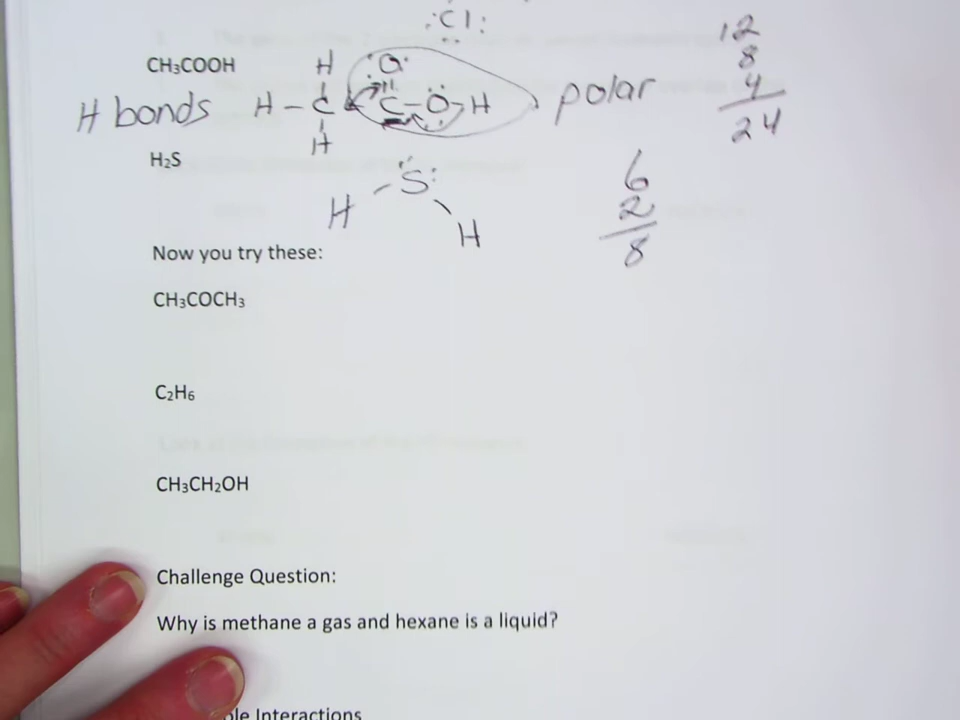 :Cl:
12
8
4
24
CH₃COOH
H :O:
H bonds H – C – C – O – H polar
H
H₂S
S:
H H
6
2
8
Now you try these:
CH₃COCH₃
C₂H₆
CH₃CH₂OH
Challenge Question:
Why is methane a gas and hexane is a liquid?
Interactions